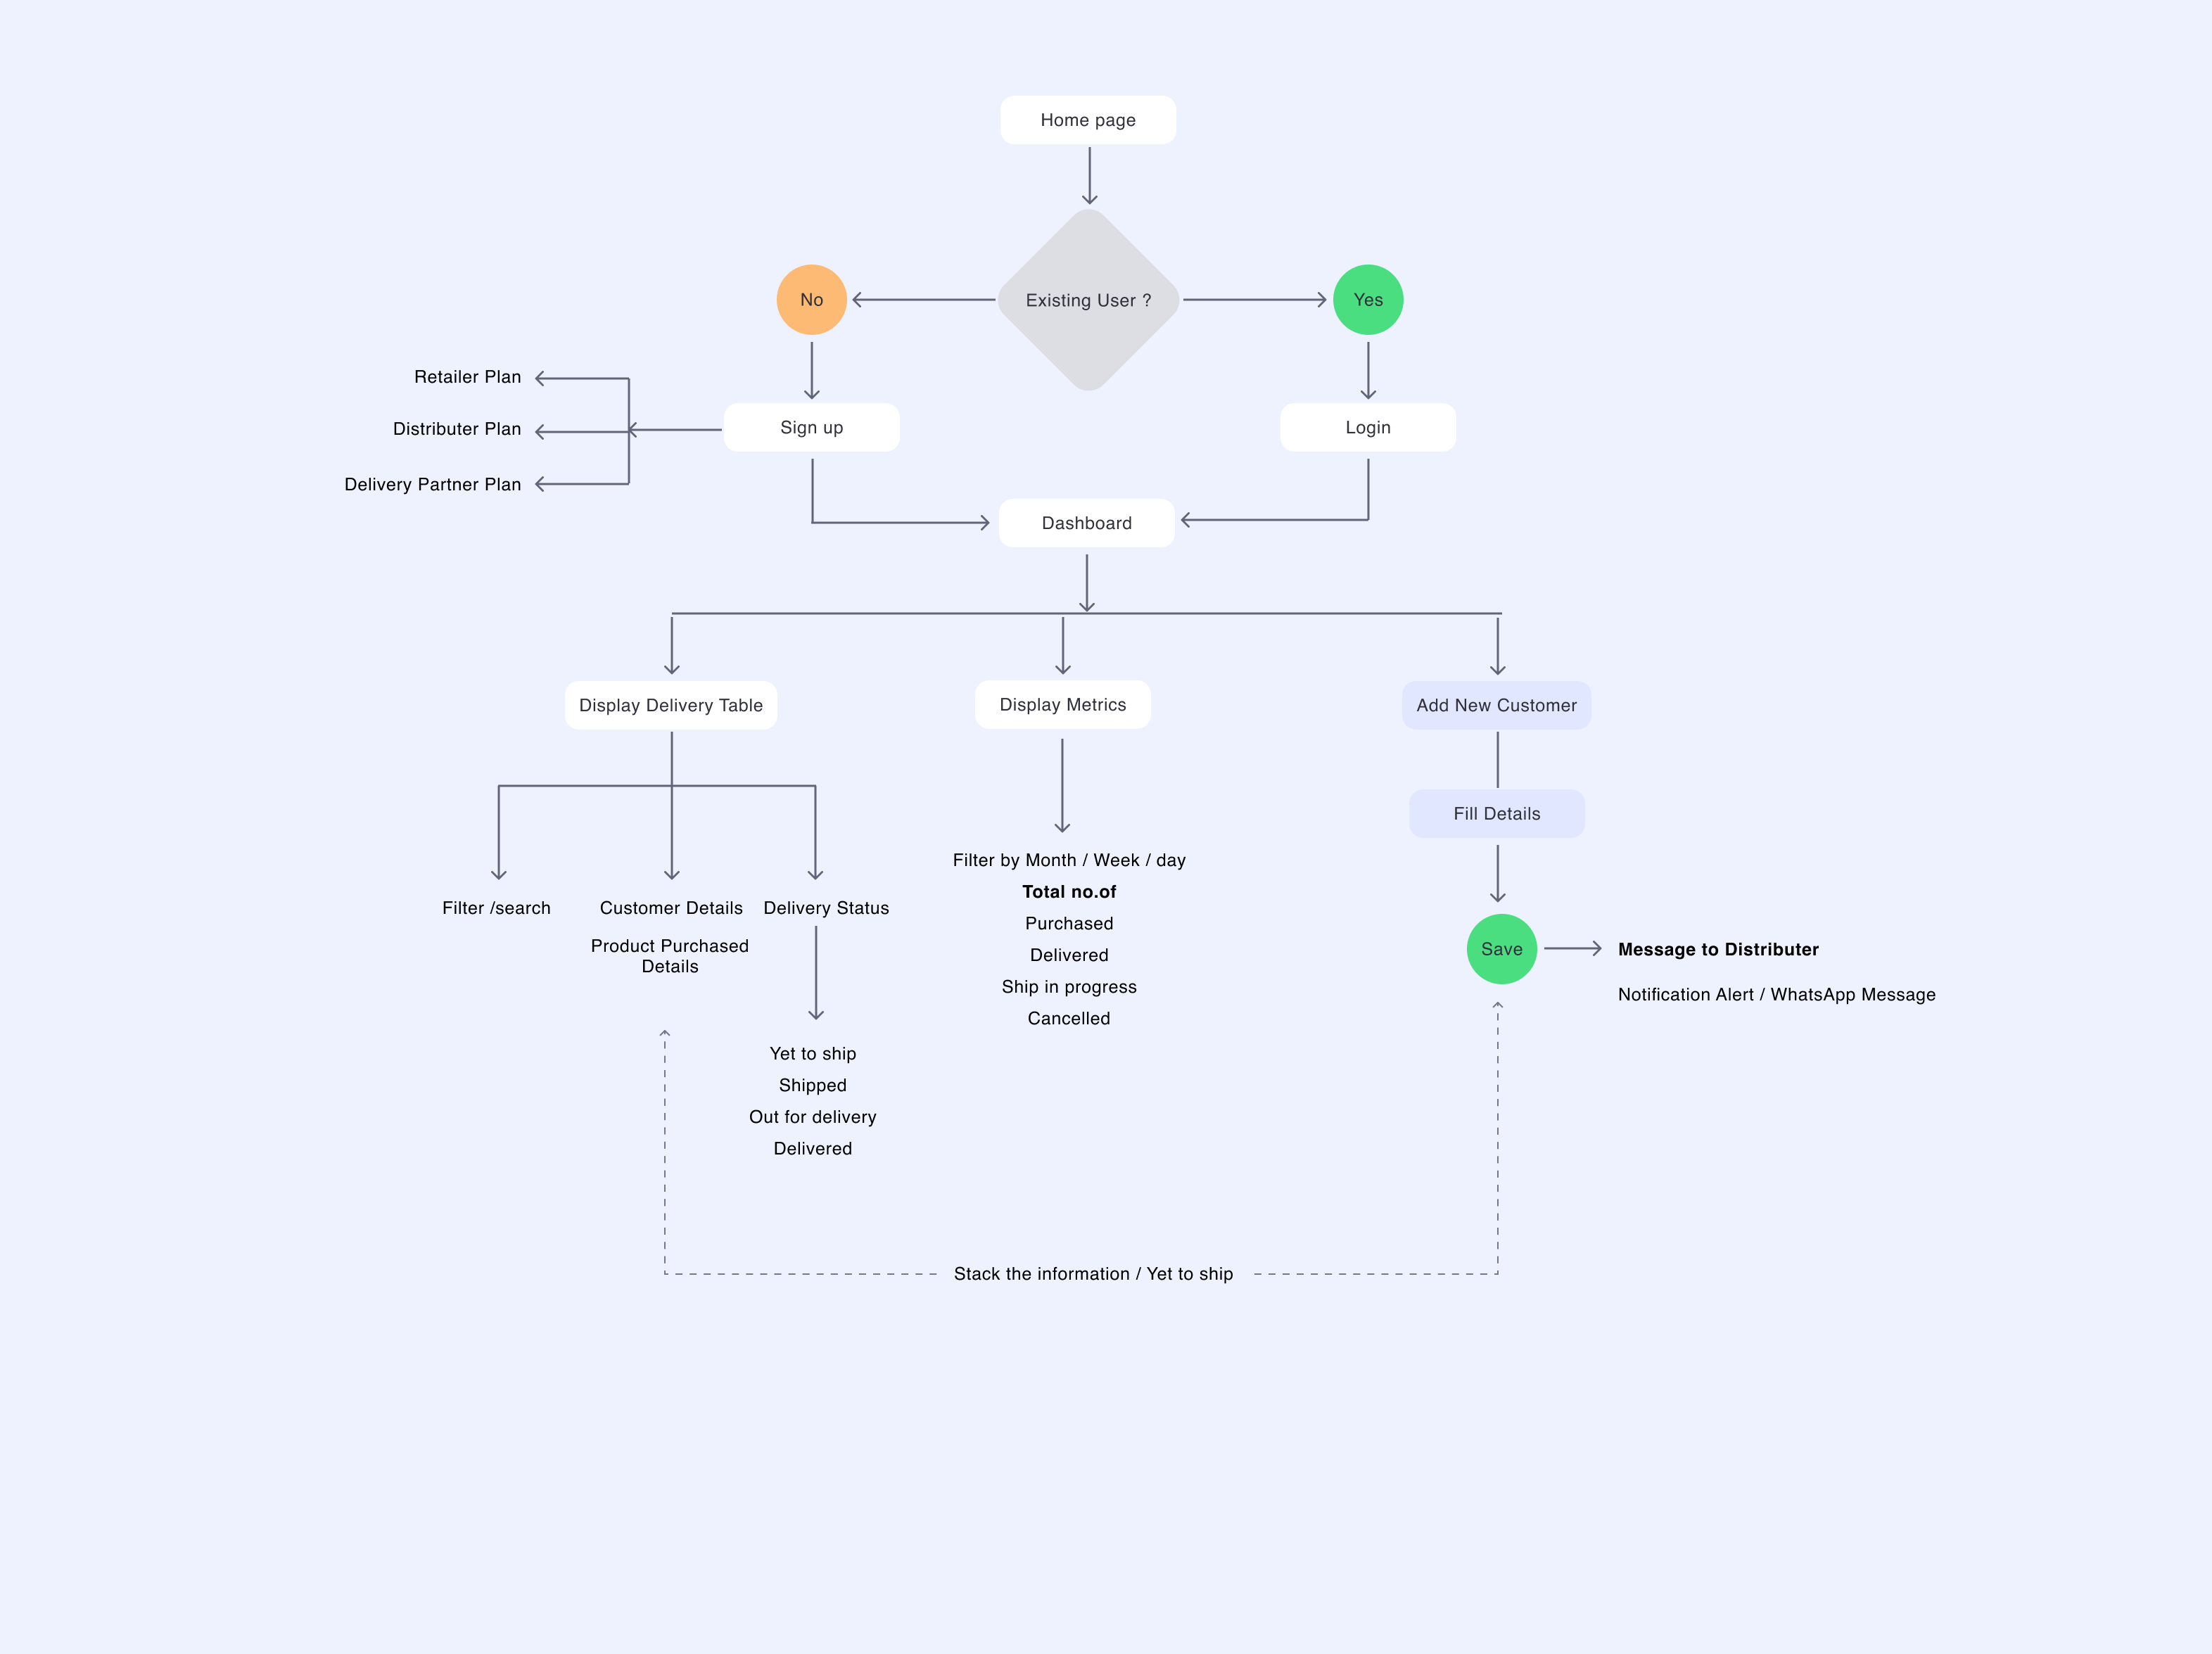 Home page
No
Existing User ?
Yes
Retailer Plan
Distributer Plan
Delivery Partner Plan
Sign up
Login
Dashboard
Display Delivery Table
Display Metrics
Add New Customer
Fill Details
Filter /search
Customer Details
Product Purchased
Details
Delivery Status
Yet to ship
Shipped
Out for delivery
Delivered
Filter by Month / Week / day
Total no.of
Purchased
Delivered
Ship in progress
Cancelled
Save
Message to Distributer
Notification Alert / WhatsApp Message
Stack the information / Yet to ship